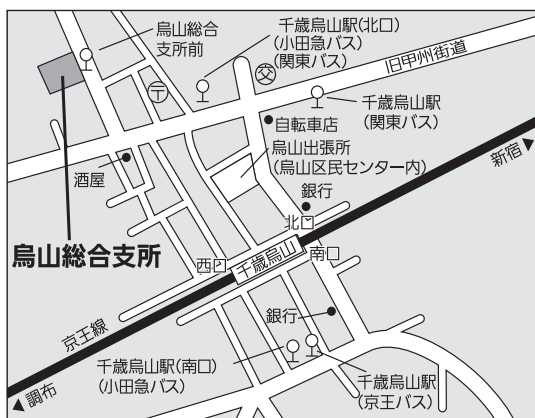 烏山総合
支所前
千歳烏山駅(北口)
(小田急バス)
(関東バス)
旧甲州街道
〒
交
千歳烏山駅
(関東バス)
自転車店
烏山出張所
(烏山区民センター内)
新宿▶
酒屋
銀行
北口
烏山総合支所
西口
千歳烏山
南口
銀行
京王線
千歳烏山駅(南口)
(小田急バス)
千歳烏山駅
(京王バス)
◀調布